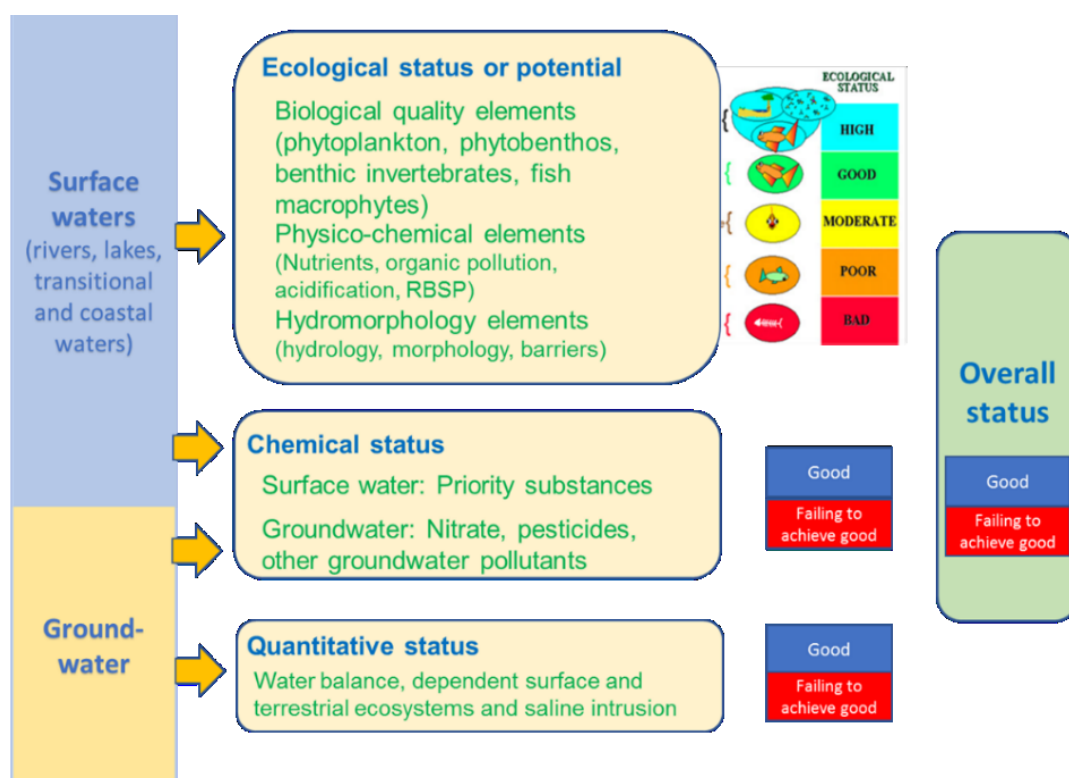 Surface
waters
(rivers, lakes,
transitional
and coastal
waters)
Ground-
water
Ecological status or potential
Biological quality elements
(phytoplankton, phytobenthos,
benthic invertebrates, fish
macrophytes)
Physico-chemical elements
(Nutrients, organic pollution,
acidification, RBSP)
Hydromorphology elements
(hydrology, morphology, barriers)
ECOLOGICAL
STATUS
HIGH
GOOD
MODERATE
POOR
BAD
Chemical status
Surface water: Priority substances
Groundwater: Nitrate, pesticides,
other groundwater pollutants
Good
Failing to
achieve good
Quantitative status
Water balance, dependent surface and
terrestrial ecosystems and saline intrusion
Good
Failing to
achieve good
Overall
status
Good
Failing to
achieve good